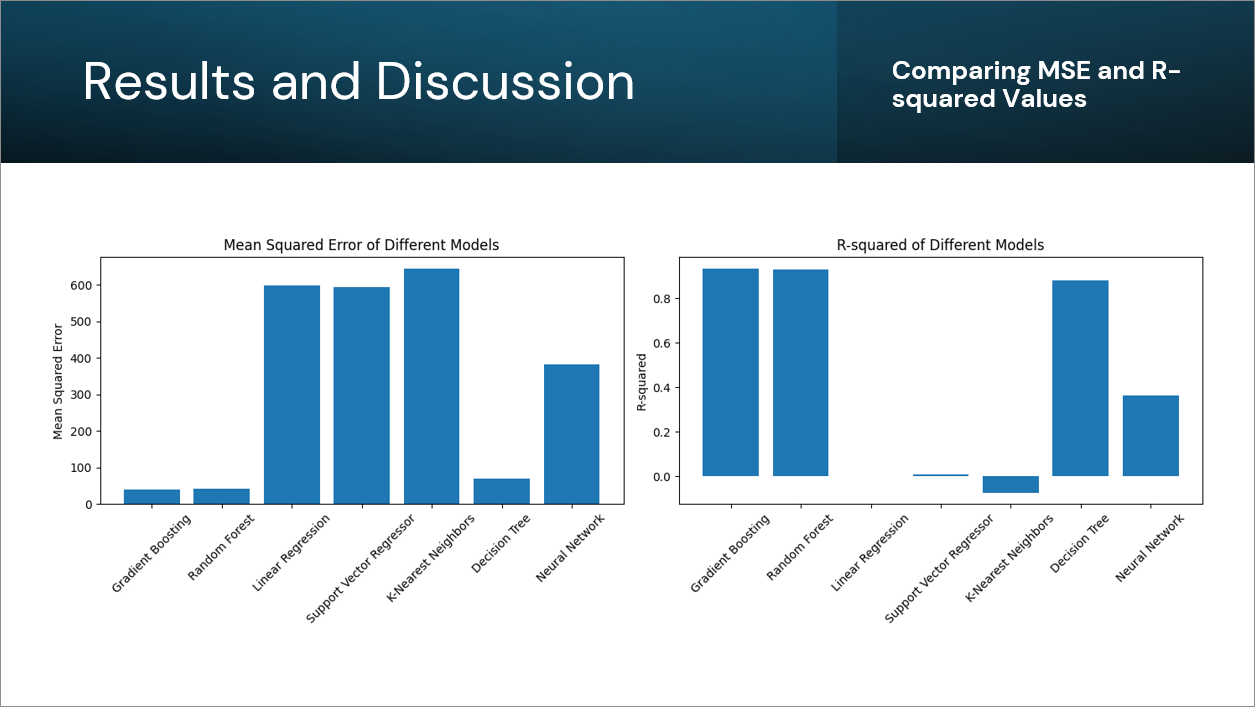 Results and Discussion
Comparing MSE and R-
squared Values
Mean Squared Error of Different Models
Mean Squared Error
600
500
400
300
200
100
0
Gradient Boosting
Random Forest
Linear Regression
Support Vector Regressor
K-Nearest Neighbors
Decision Tree
Neural Network
R-squared of Different Models
R-squared
0.8
0.6
0.4
0.2
0.0
Gradient Boosting
Random Forest
Linear Regression
Support Vector Regressor
K-Nearest Neighbors
Decision Tree
Neural Network